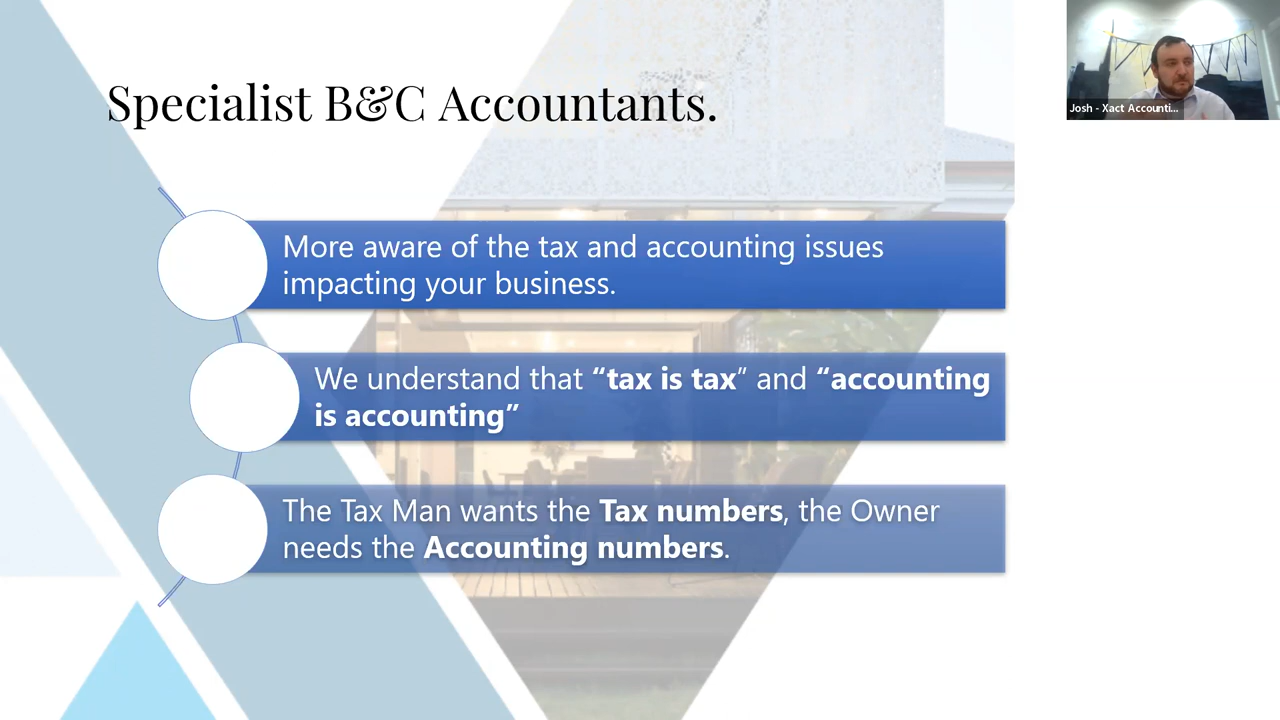 Specialist B&C Accountants.
Josh - Xact Accounti...
More aware of the tax and accounting issues
impacting your business.
We understand that “tax is tax” and “accounting
is accounting”
The Tax Man wants the Tax numbers, the Owner
needs the Accounting numbers.